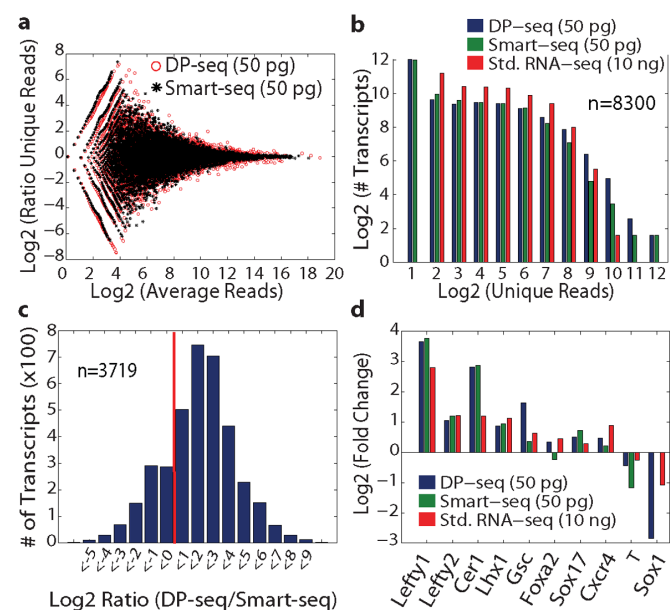 a
8
6
4
2
0
−2
−4
−6
−8
Log2 (Ratio Unique Reads)
DP-seq (50 pg)
Smart-seq (50 pg)
0 2 4 6 8 10 12 14 16 18 20
Log2 (Average Reads)
b
DP−seq (50 pg)
Smart−seq (50 pg)
Std. RNA−seq (10 ng)
n=8300
12
10
8
6
4
2
0
Log2 (# Transcripts)
1 2 3 4 5 6 7 8 9 10 11 12
Log2 (Unique Reads)
c
n=3719
8
7
6
5
4
3
2
1
0
# of Transcripts (x100)
<-5 <-4 <-3 <-2 <-1 <0 <1 <2 <3 <4 <5 <6 <7 <8 <9
Log2 Ratio (DP-seq/Smart-seq)
d
4
3
2
1
0
−1
−2
−3
Log2 (Fold Change)
DP−seq (50 pg)
Smart−seq (50 pg)
Std. RNA−seq (10 ng)
Lefty1 Lefty2 Cer1 Lhx1 Gsc Foxa2 Sox17 Cxcr4 T Sox1